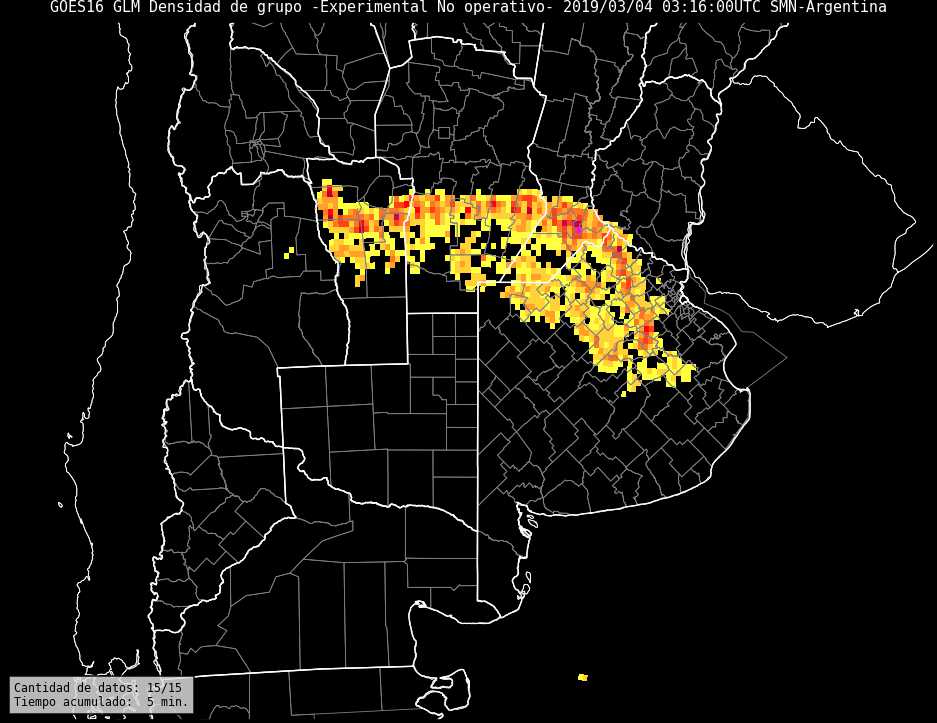 GOES16 GLM Densidad de grupo -Experimental No operativo- 2019/03/04 03:16:00UTC SMN-Argentina
Cantidad de datos: 15/15
Tiempo acumulado:  5 min.